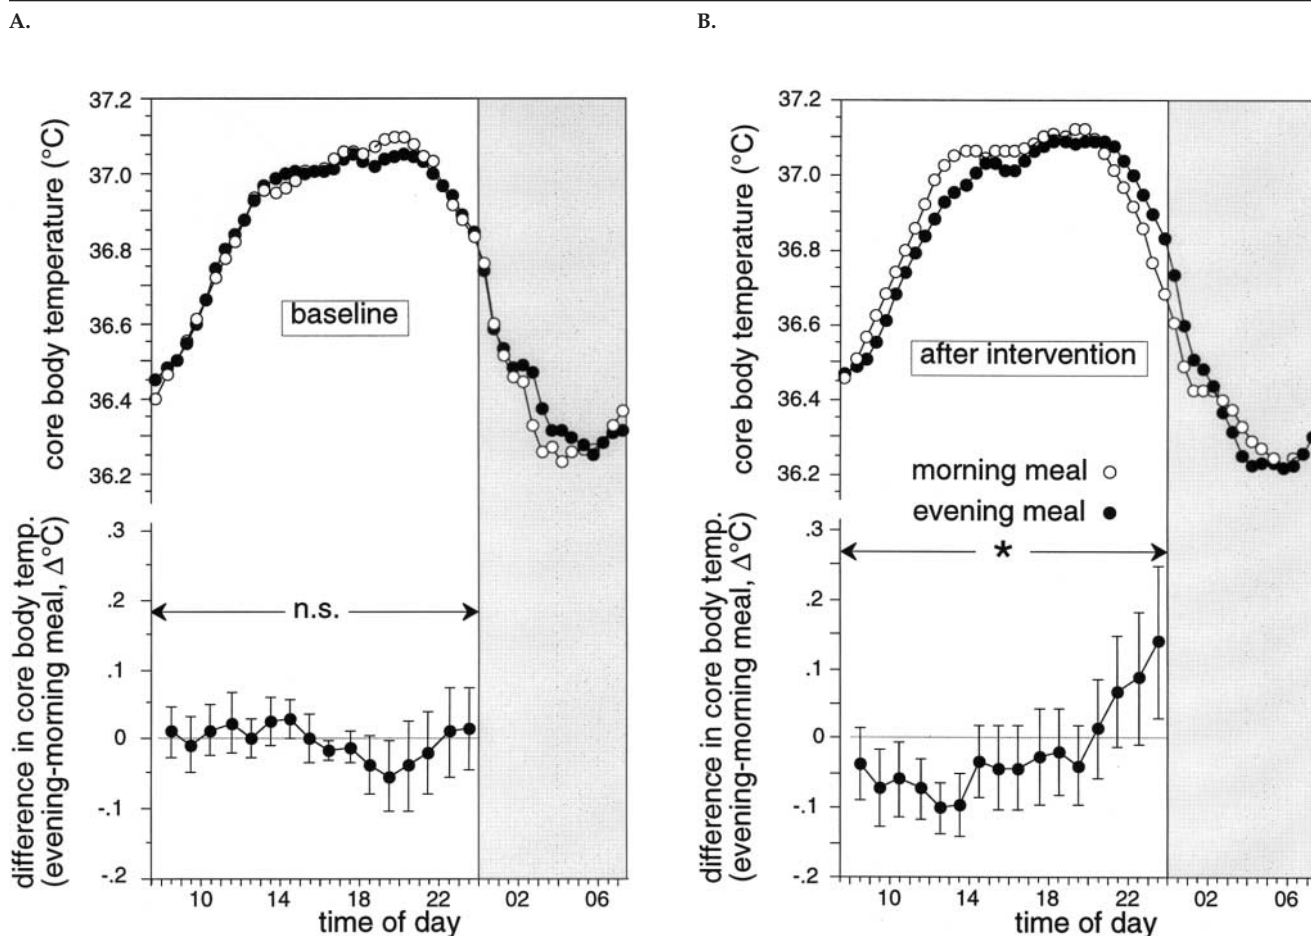 A.
B.
37.2
37.0
36.8
36.6
36.4
36.2
core body temperature (°C)
baseline
.3
.2
.1
0
-.1
-.2
difference in core body temp.
(evening-morning meal, Δ°C)
n.s.
10
14
18
22
02
06
time of day
37.2
37.0
36.8
36.6
36.4
36.2
core body temperature (°C)
after intervention
morning meal
evening meal
0.3
.2
.1
0
-.1
-.2
difference in core body temp.
(evening-morning meal, Δ°C)
*
10
14
18
22
02
06
time of day